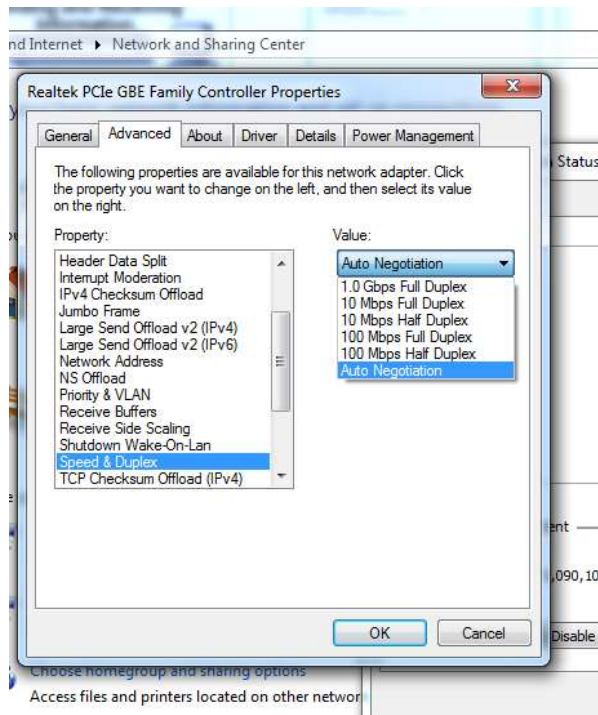 nd Internet ▸ Network and Sharing Center
Realtek PCIe GBE Family Controller Properties
General Advanced About Driver Details Power Management
The following properties are available for this network adapter. Click
the property you want to change on the left, and then select its value
on the right.
Property:
Value:
Header Data Split
Interrupt Moderation
IPv4 Checksum Offload
Jumbo Frame
Large Send Offload v2 (IPv4)
Large Send Offload v2 (IPv6)
Network Address
NS Offload
Priority & VLAN
Receive Buffers
Receive Side Scaling
Shutdown Wake-On-Lan
Speed & Duplex
TCP Checksum Offload (IPv4)
Auto Negotiation
1.0 Gbps Full Duplex
10 Mbps Full Duplex
10 Mbps Half Duplex
100 Mbps Full Duplex
100 Mbps Half Duplex
Auto Negotiation
Status
ent
,090,10
OK Cancel
Disable
Choose homegroup and sharing options
Access files and printers located on other networ